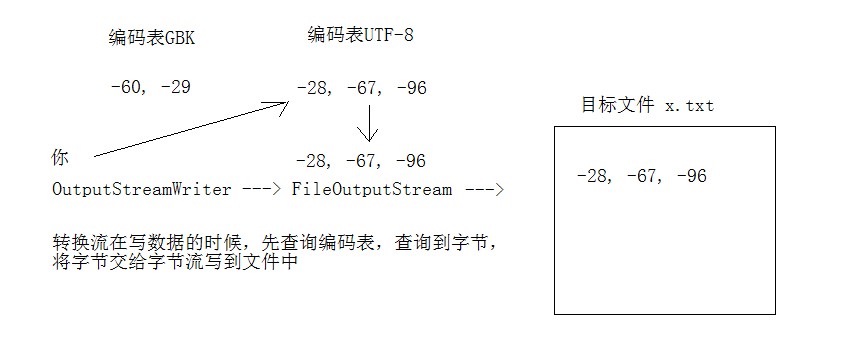 编码表GBK
编码表UTF-8
-60, -29
-28, -67, -96
目标文件 x.txt
你
-28, -67, -96
-28, -67, -96
OutputStreamWriter ---> FileOutputStream --->
转换流在写数据的时候，先查询编码表，查询到字节，
将字节交给字节流写到文件中